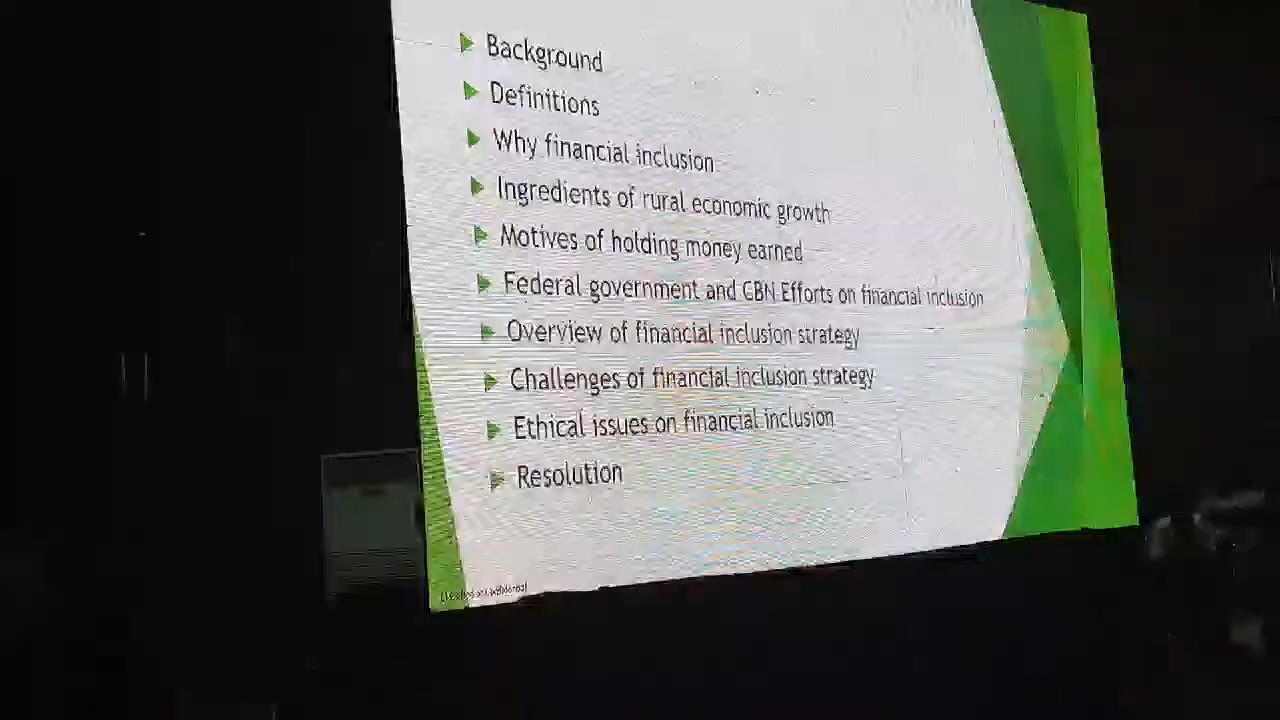 Background
Definitions
Why financial inclusion
Ingredients of rural economic growth
Motives of holding money earned
Federal government and CBN Efforts on financial inclusion
Overview of financial inclusion strategy
Challenges of financial inclusion strategy
Ethical issues on financial inclusion
Resolution